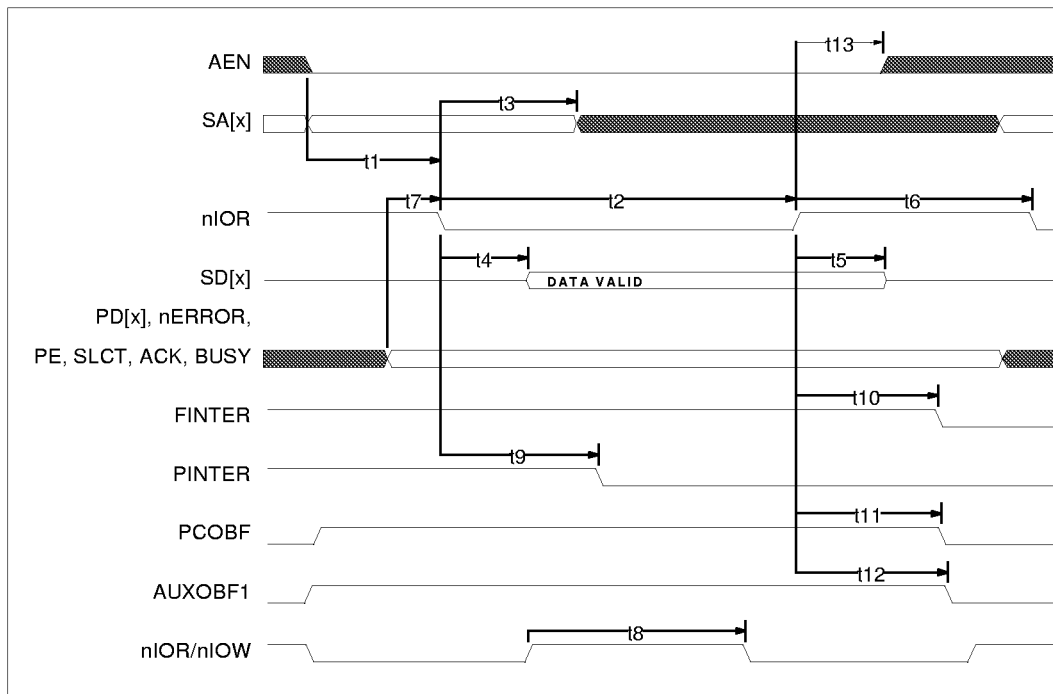 t13
AEN
t3
SA[x]
t1
t7
t2
t6
nIOR
t4
t5
SD[x]
DATA VALID
PD[x], nERROR,
PE, SLCT, ACK, BUSY
t10
FINTER
t9
PINTER
t11
PCOBF
t12
AUXOBF1
t8
nIOR/nIOW